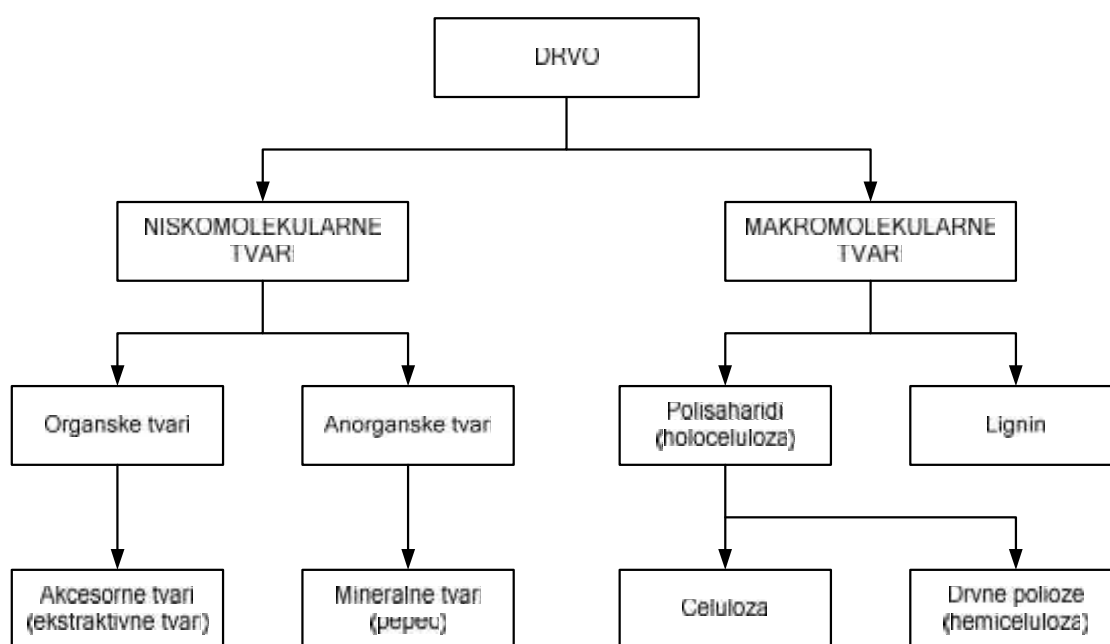 DRVO
NISKOMOLEKULARNE
TVARI
MAKROMOLEKULARNE
TVARI
Organske tvari
Anorganske tvari
Polisaharidi
(holoceluloza)
Lignin
Akcesorne tvari
(ekstraktivne tvari)
Mineralne tvari
(pepeo)
Celuloza
Drvne polioze
(hemiceluloza)